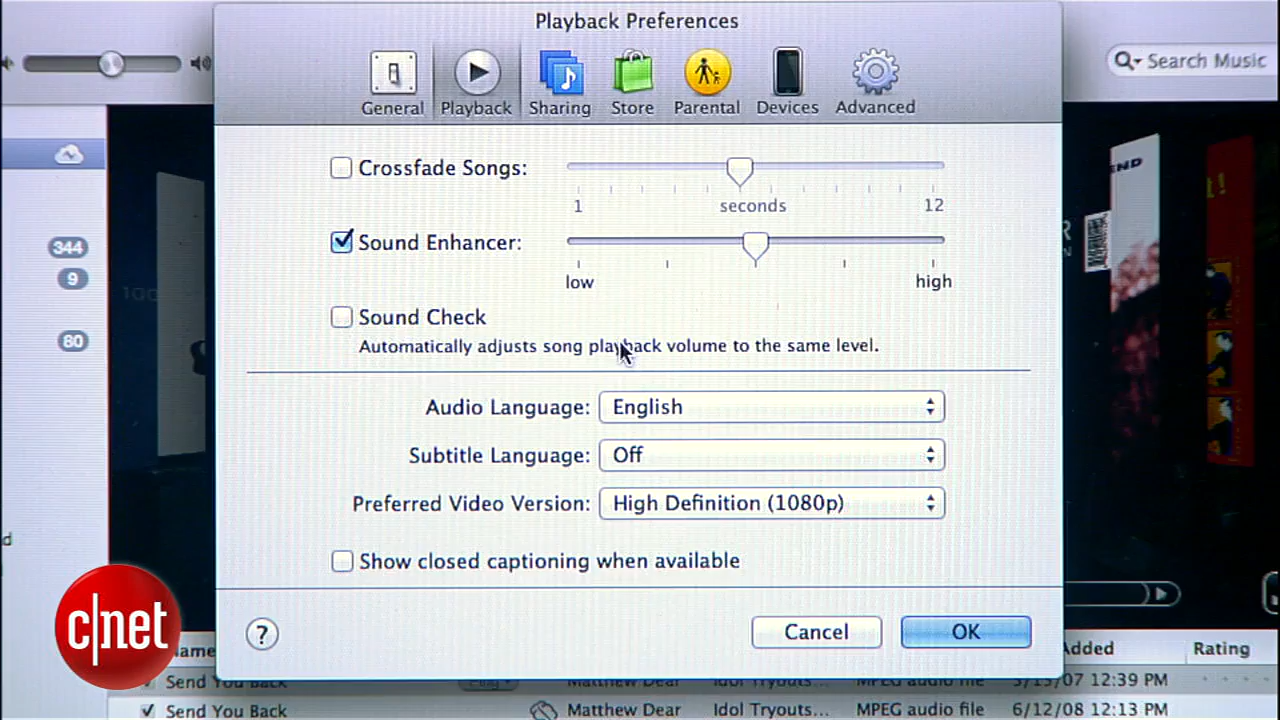 Playback Preferences
Search Music
General Playback Sharing Store Parental Devices Advanced
Crossfade Songs:
1 seconds 12
344
Sound Enhancer:
9
low high
Sound Check
60
Automatically adjusts song playback volume to the same level.
Audio Language: English
Subtitle Language: Off
Preferred Video Version: High Definition (1080p)
Show closed captioning when available
c|net
? Cancel OK
ame Added Rating
Send You Back Matthew Dear Idol Tryouts... MPEG audio file 12:39 PM
Send You Back Matthew Dear Idol Tryouts... MPEG audio file 6/12/08 12:13 PM